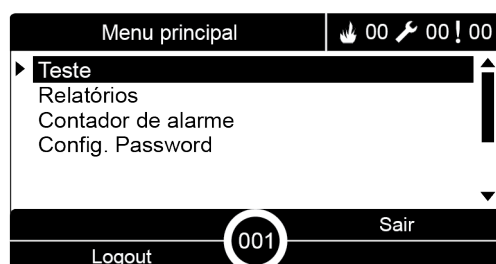 Menu principal 00 00 ! 00
Teste
Relatórios
Contador de alarme
Config. Password
Sair
001
Logout